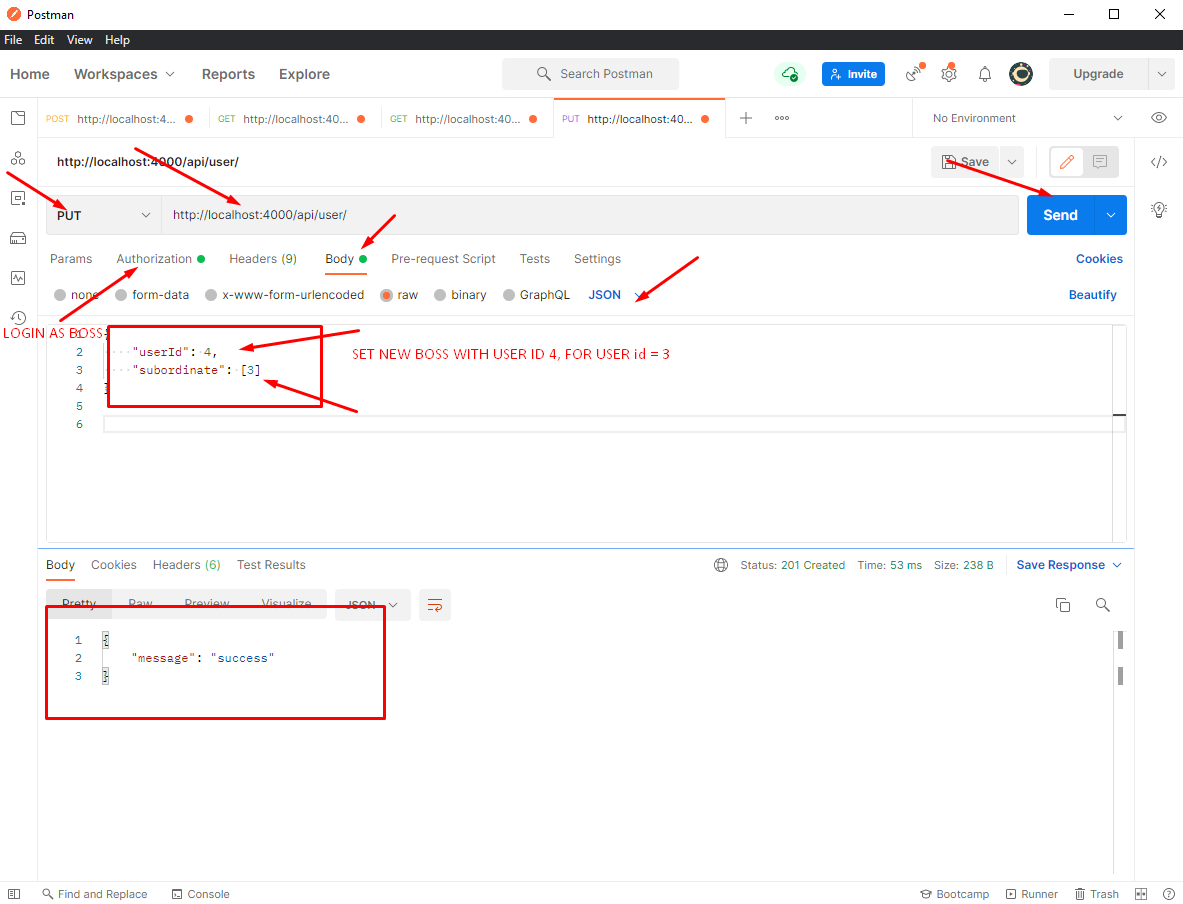 Postman
File Edit View Help
Home Workspaces Reports Explore Search Postman Invite Upgrade
POST http://localhost:4... GET http://localhost:40... GET http://localhost:40... PUT http://localhost:40... No Environment
http://localhost:4000/api/user/ Save
PUT http://localhost:4000/api/user/ Send
Params Authorization Headers (9) Body Pre-request Script Tests Settings Cookies
none form-data x-www-form-urlencoded raw binary GraphQL JSON Beautify
LOGIN AS BOSS
2 "userId": 4, SET NEW BOSS WITH USER ID 4, FOR USER id = 3
3 "subordinate": [3]
4 }
5
6
Body Cookies Headers (6) Test Results Status: 201 Created Time: 53 ms Size: 238 B Save Response
Pretty Raw Preview Visualize JSON
1 {
2 "message": "success"
3 }
Find and Replace Console Bootcamp Runner Trash